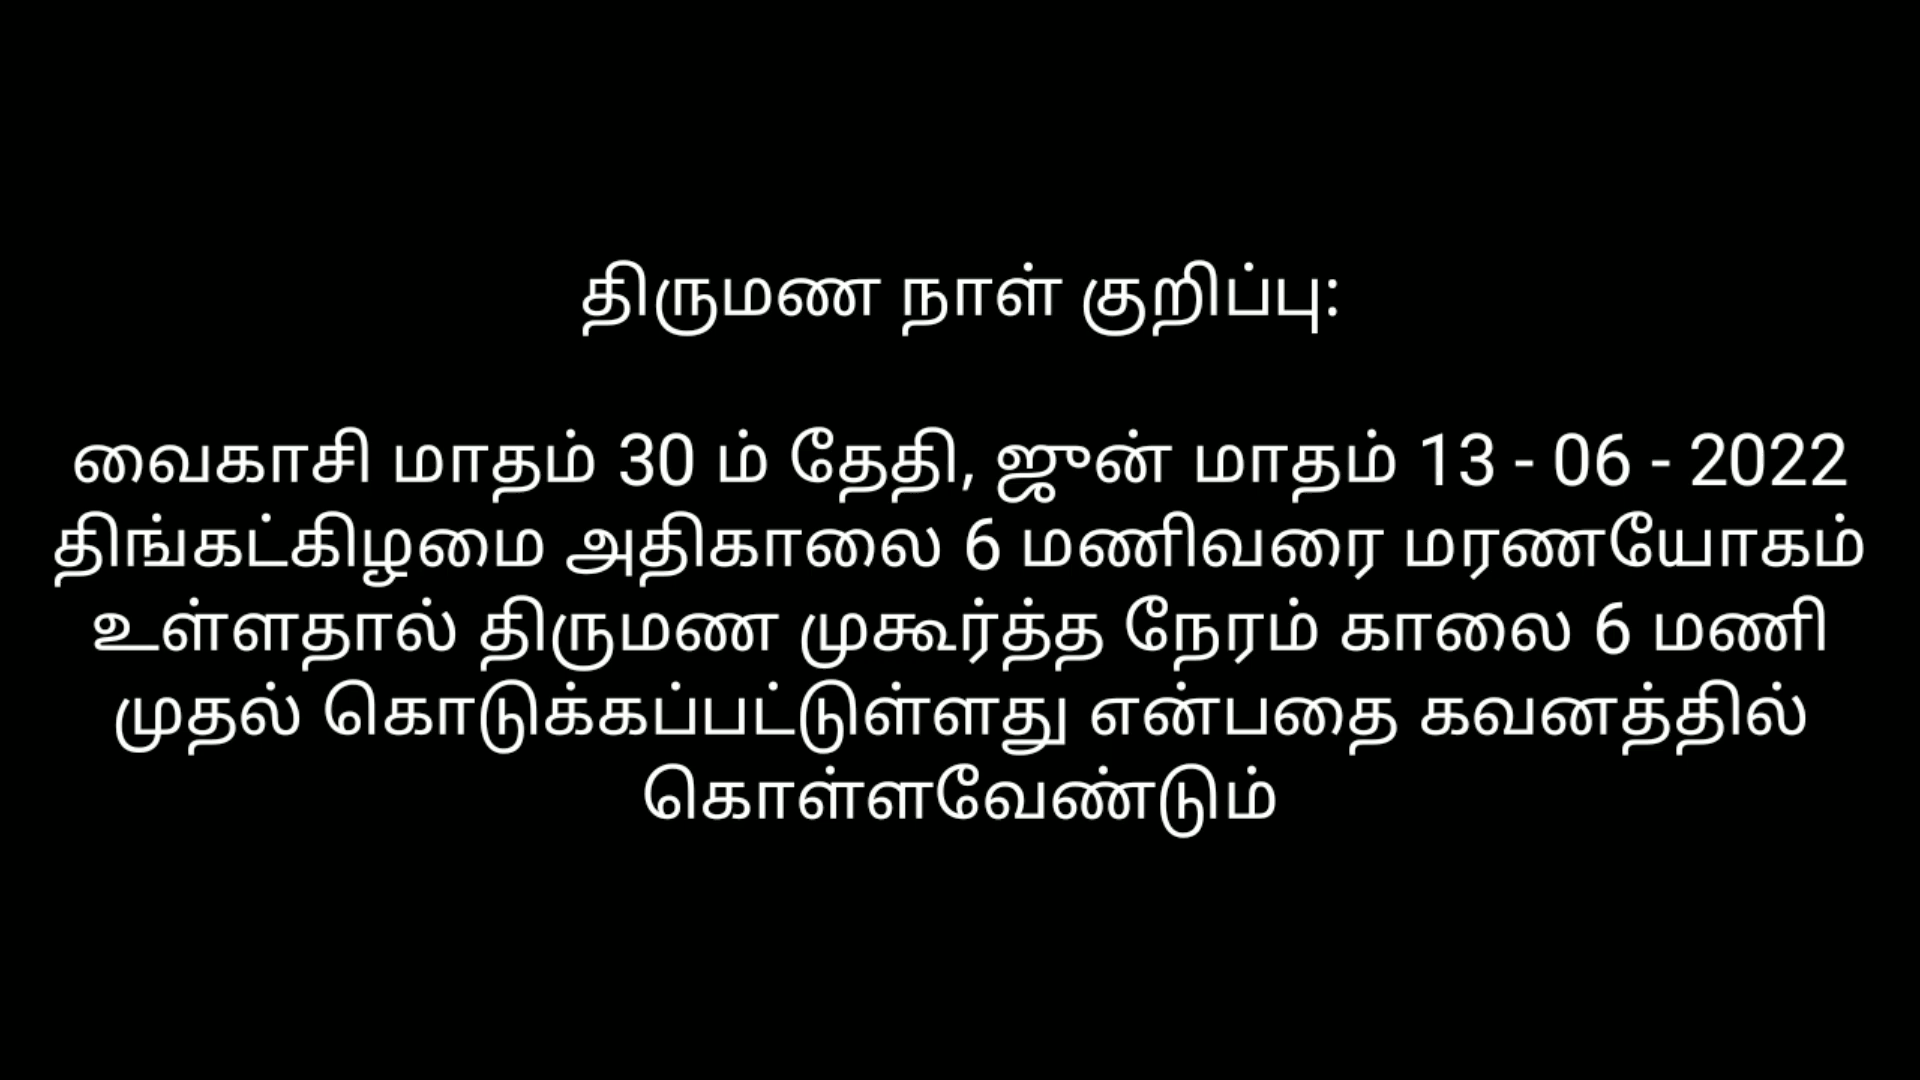 திருமண நாள் குறிப்பு:
வைகாசி மாதம் 30 ம் தேதி, ஜுன் மாதம் 13 - 06 - 2022
திங்கட்கிழமை அதிகாலை 6 மணிவரை மரணயோகம்
உள்ளதால் திருமண முகூர்த்த நேரம் காலை 6 மணி
முதல் கொடுக்கப்பட்டுள்ளது என்பதை கவனத்தில்
கொள்ளவேண்டும்